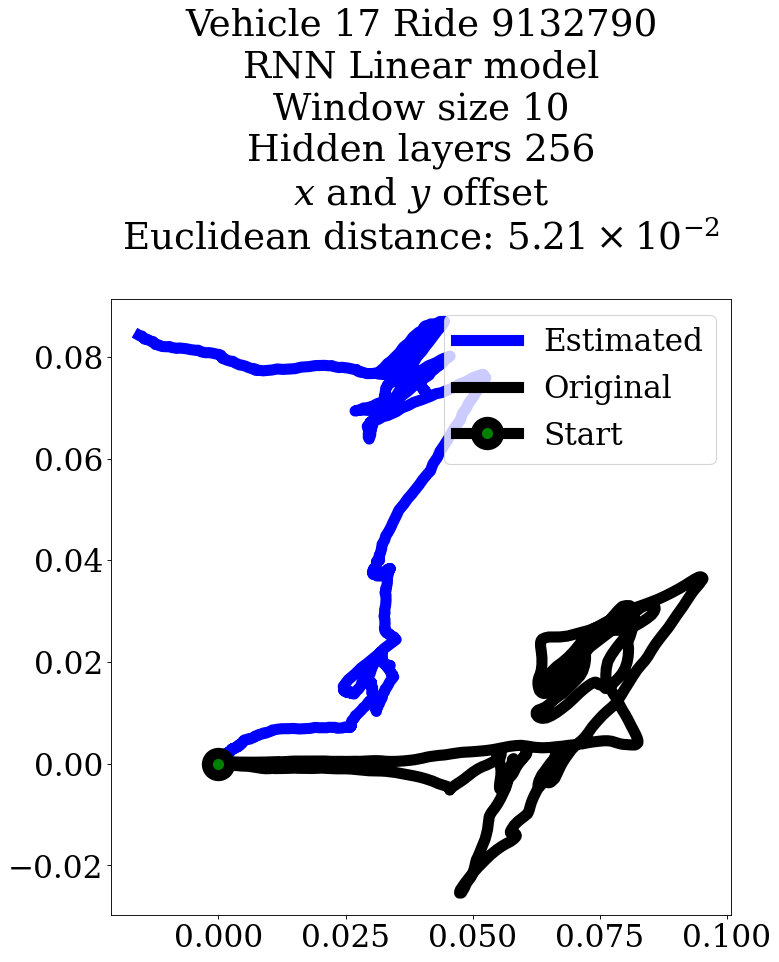 Vehicle 17 Ride 9132790
RNN Linear model
Window size 10
Hidden layers 256
x and y offset
Euclidean distance: 5.21 × 10⁻²
Estimated
Original
Start
0.08
0.06
0.04
0.02
0.00
−0.02
0.000 0.025 0.050 0.075 0.100